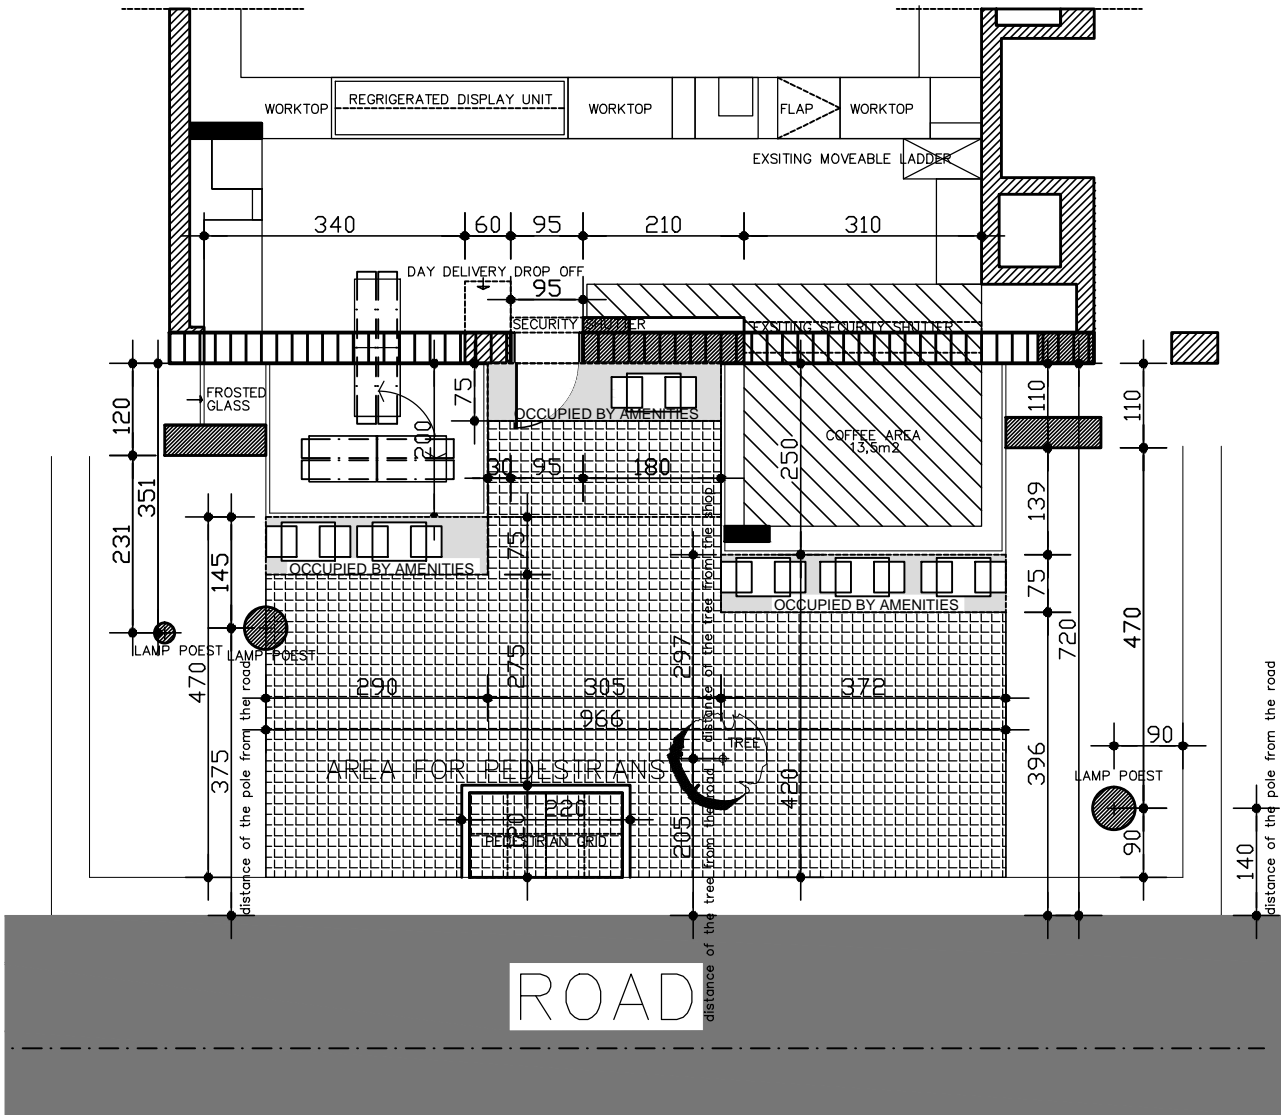 WORKTOP
REGRIGERATED DISPLAY UNIT
WORKTOP
FLAP
WORKTOP
EXSITING MOVEABLE LADDER
340
60
95
210
310
DAY DELIVERY DROP OFF
95
SECURITY SHUTTER
EXSITING SECURITY SHUTTER
FROSTED
GLASS
120
351
231
75
200
OCCUPIED BY AMENITIES
COFFEE AREA
13,5m2
250
110
110
30
95
180
139
145
75
OCCUPIED BY AMENITIES
75
OCCUPIED BY AMENITIES
LAMP POEST
LAMP POEST
470
375
distance of the pole from the road
275
297
distance of the tree from the shop
720
470
290
305
372
966
TREE
AREA FOR PEDESTRIANS
420
396
90
LAMP POEST
220
120
PEDESTRIAN GRID
205
distance of the tree from the road
90
140
distance of the pole from the road
ROAD